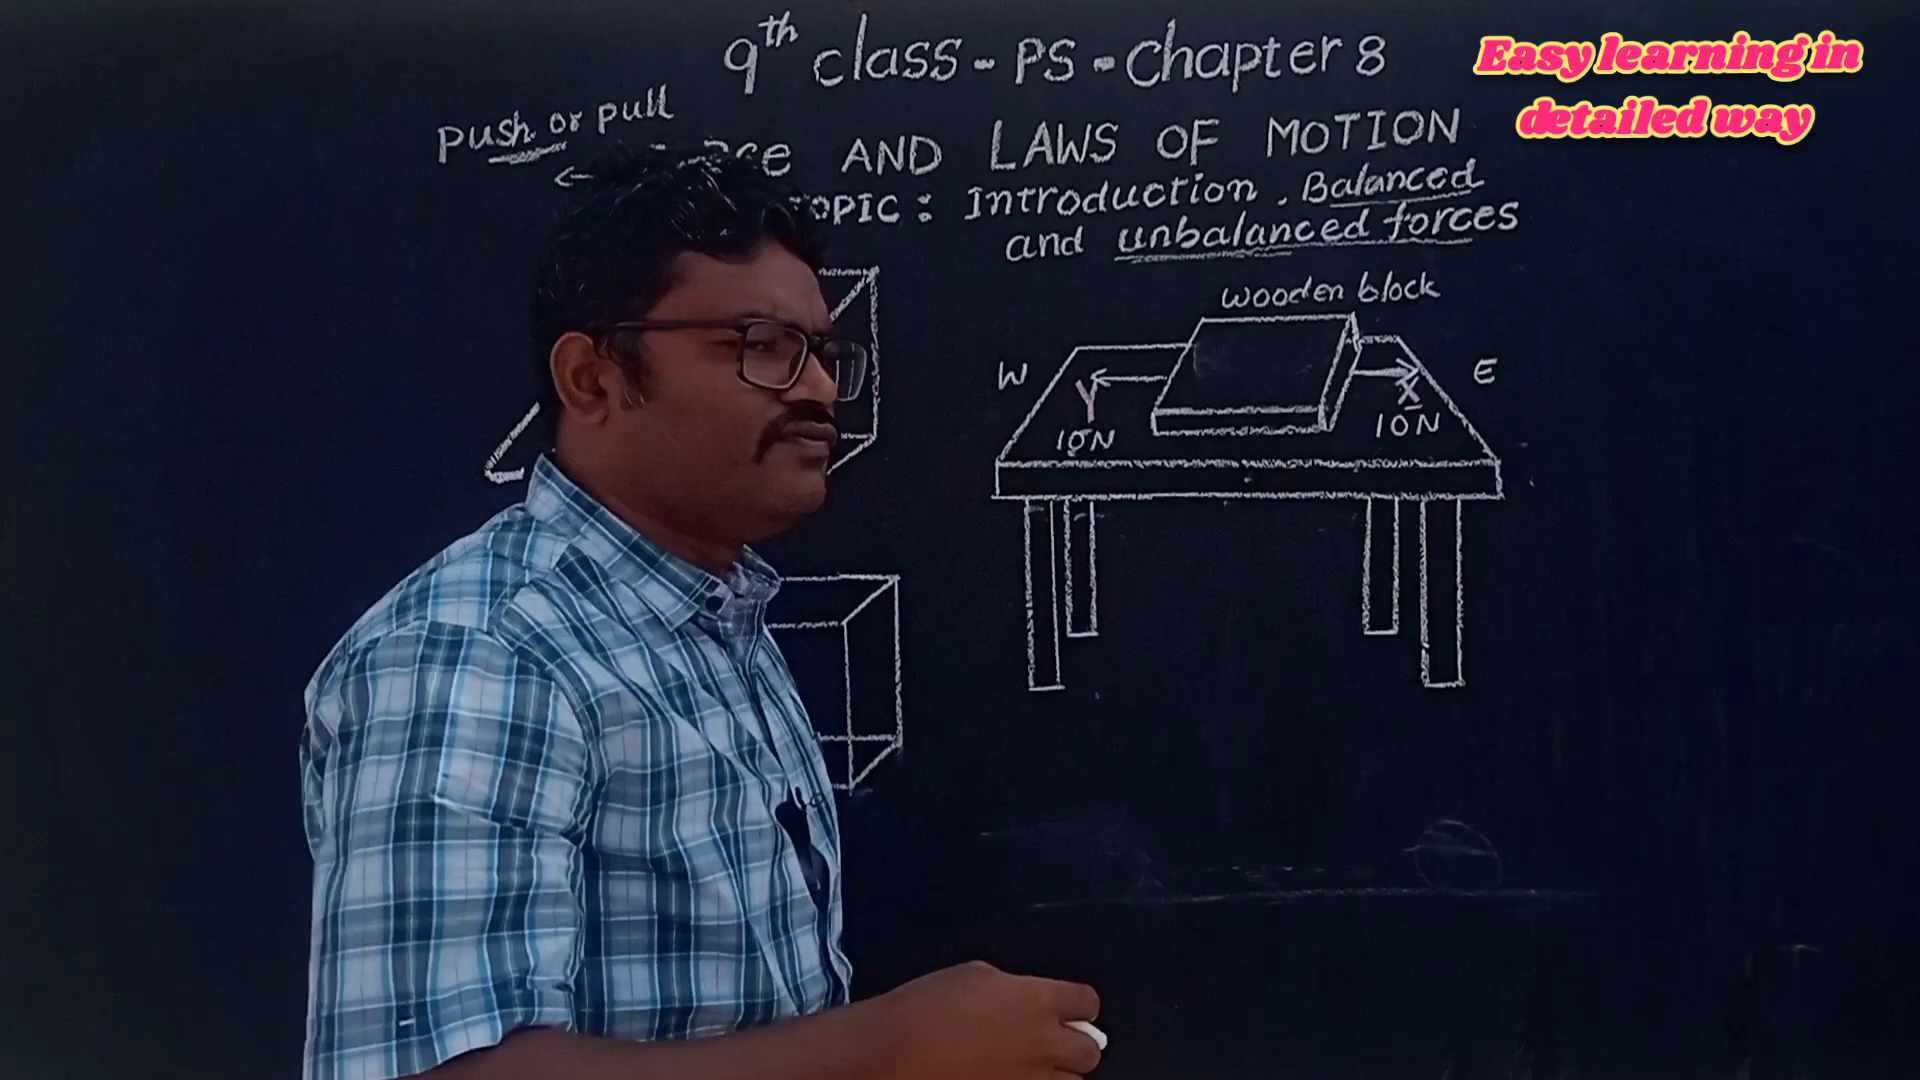 9th class - PS - Chapter 8
Easy learning in
detailed way
Push or pull
AND LAWS OF MOTION
TOPIC : Introduction . Balanced
and unbalanced forces
Wooden block
W
E
Y
X
10N
10N